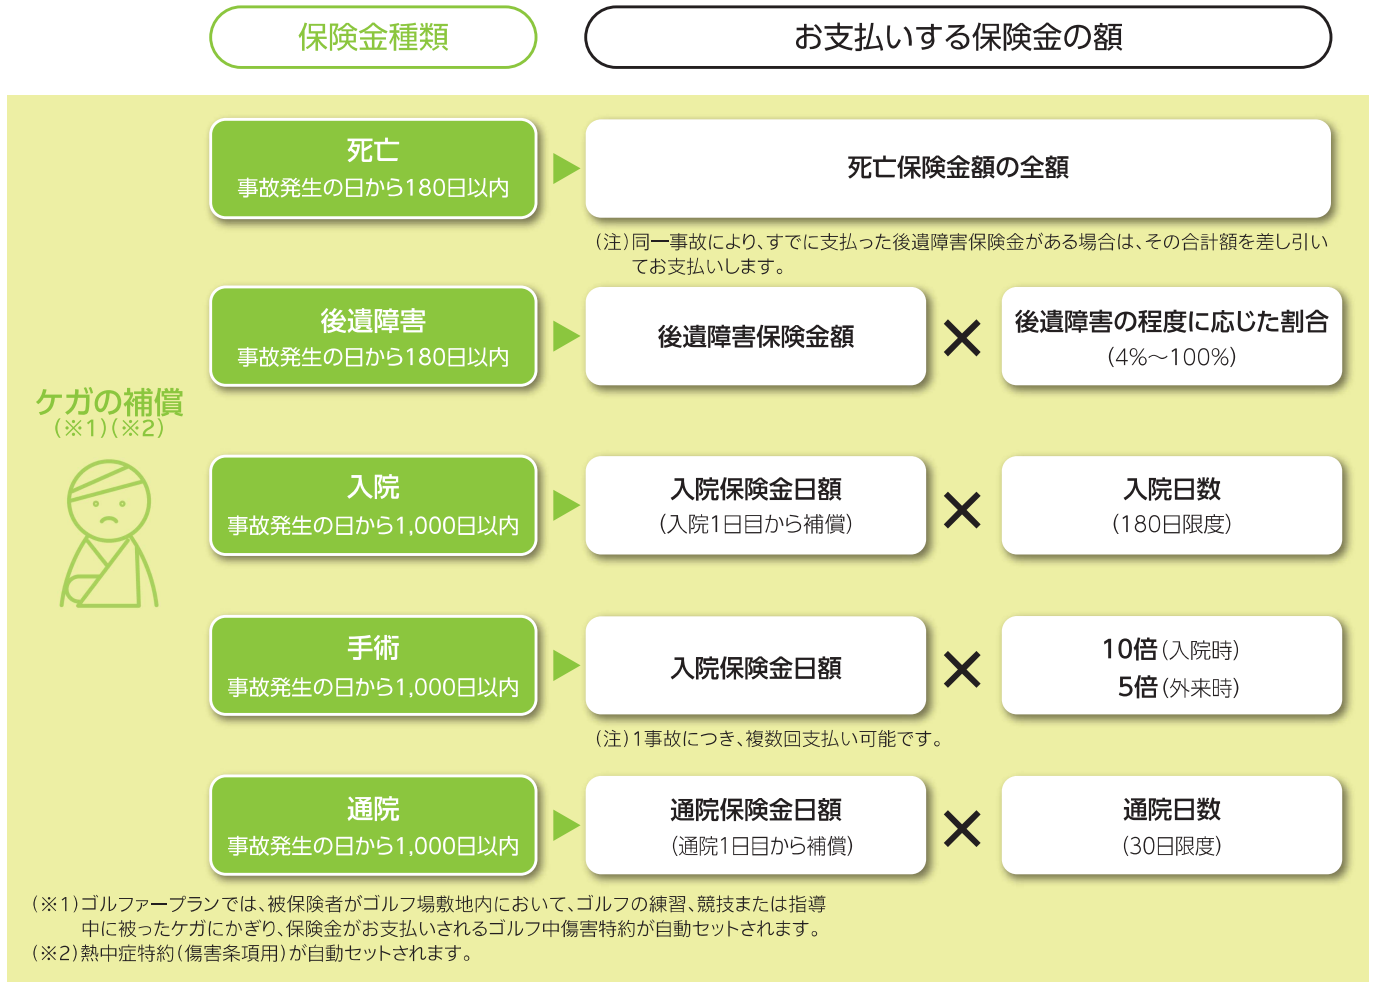 保険金種類
お支払いする保険金の額
ケガの補償
(※1)(※2)
死亡
事故発生の日から180日以内
死亡保険金額の全額
(注)同一事故により、すでに支払った後遺障害保険金がある場合は、その合計額を差し引い
てお支払いします。
後遺障害
事故発生の日から180日以内
後遺障害保険金額
×
後遺障害の程度に応じた割合
(4%〜100%)
入院
事故発生の日から1,000日以内
入院保険金日額
(入院1日目から補償)
×
入院日数
(180日限度)
手術
事故発生の日から1,000日以内
入院保険金日額
×
10倍(入院時)
5倍(外来時)
(注)1事故につき、複数回支払い可能です。
通院
事故発生の日から1,000日以内
通院保険金日額
(通院1日目から補償)
×
通院日数
(30日限度)
(※1)ゴルファープランでは、被保険者がゴルフ場敷地内において、ゴルフの練習、競技または指導
中に被ったケガにかぎり、保険金がお支払いされるゴルフ中傷害特約が自動セットされます。
(※2)熱中症特約(傷害条項用)が自動セットされます。